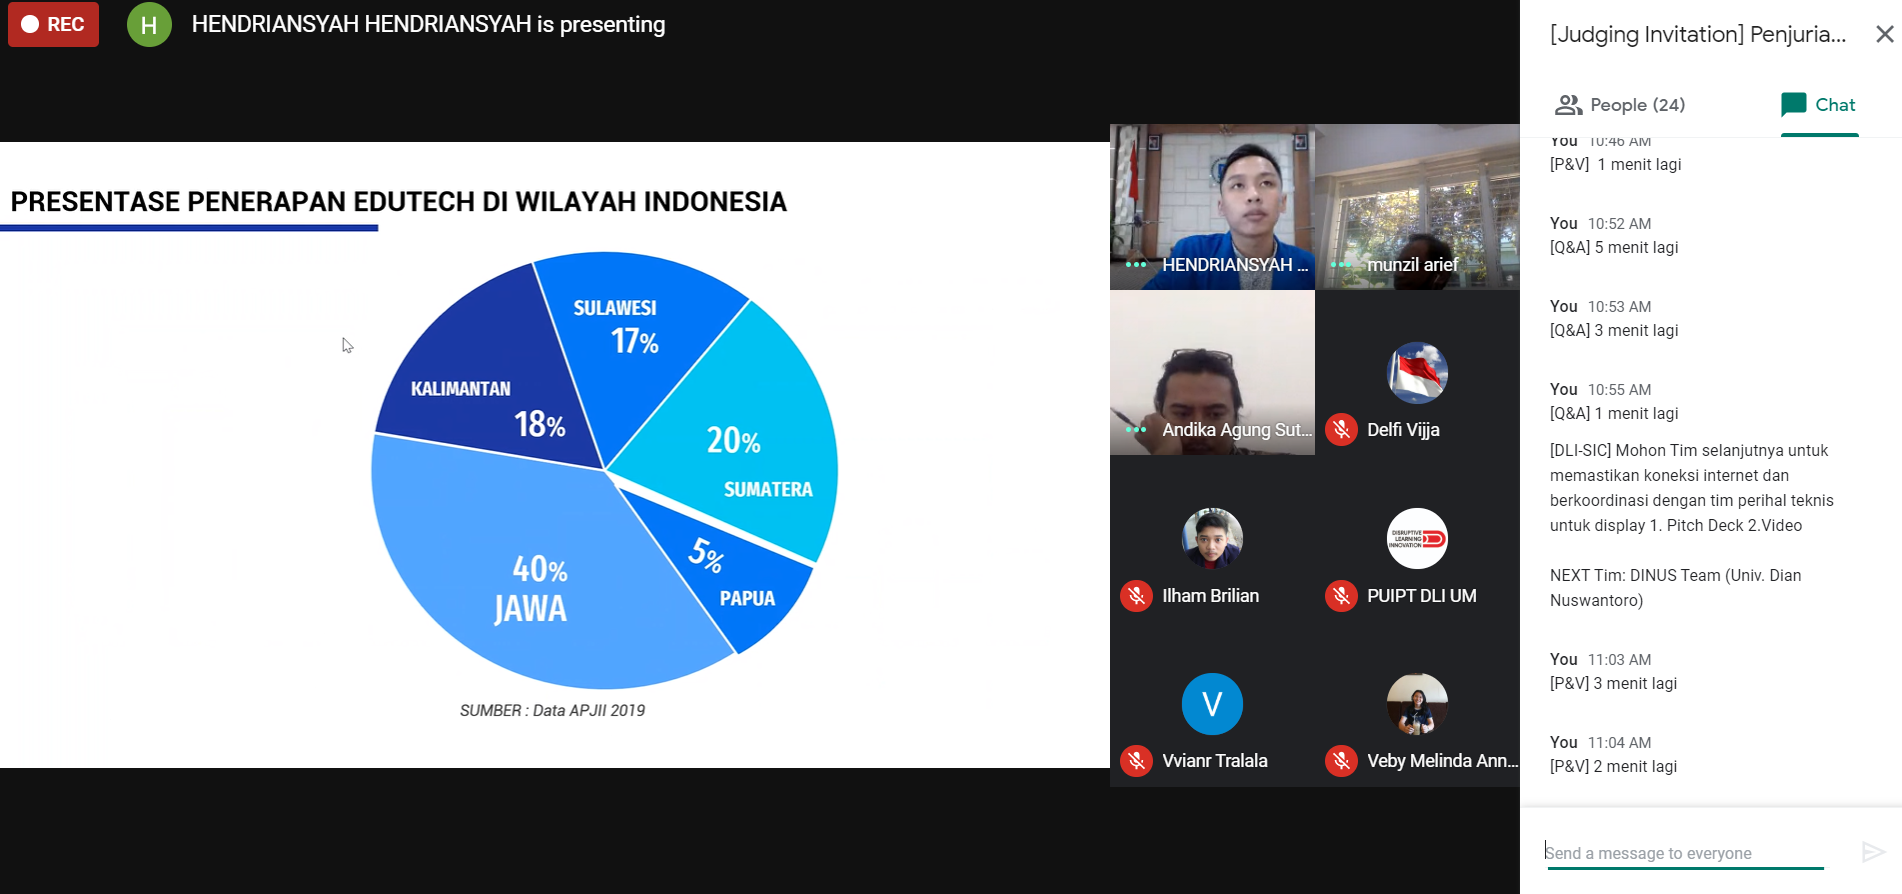 REC
H
HENDRIANSYAH HENDRIANSYAH is presenting
PRESENTASE PENERAPAN EDUTECH DI WILAYAH INDONESIA
SULAWESI
17%
KALIMANTAN
18%
20%
SUMATERA
5%
PAPUA
40%
JAWA
SUMBER : Data APJII 2019
HENDRIANSYAH ...
munzil arief
Andika Agung Sut...
Delfi Vijja
Ilham Brilian
DISRUPTIVE
LEARNING
INNOVATION
PUIPT DLI UM
V
Vvianr Tralala
Veby Melinda Ann...
[Judging Invitation] Penjuria...
People (24)
Chat
You 10:46 AM
[P&V] 1 menit lagi
You 10:52 AM
[Q&A] 5 menit lagi
You 10:53 AM
[Q&A] 3 menit lagi
You 10:55 AM
[Q&A] 1 menit lagi
[DLI-SIC] Mohon Tim selanjutnya untuk
memastikan koneksi internet dan
berkoordinasi dengan tim perihal teknis
untuk display 1. Pitch Deck 2.Video
NEXT Tim: DINUS Team (Univ. Dian
Nuswantoro)
You 11:03 AM
[P&V] 3 menit lagi
You 11:04 AM
[P&V] 2 menit lagi
Send a message to everyone